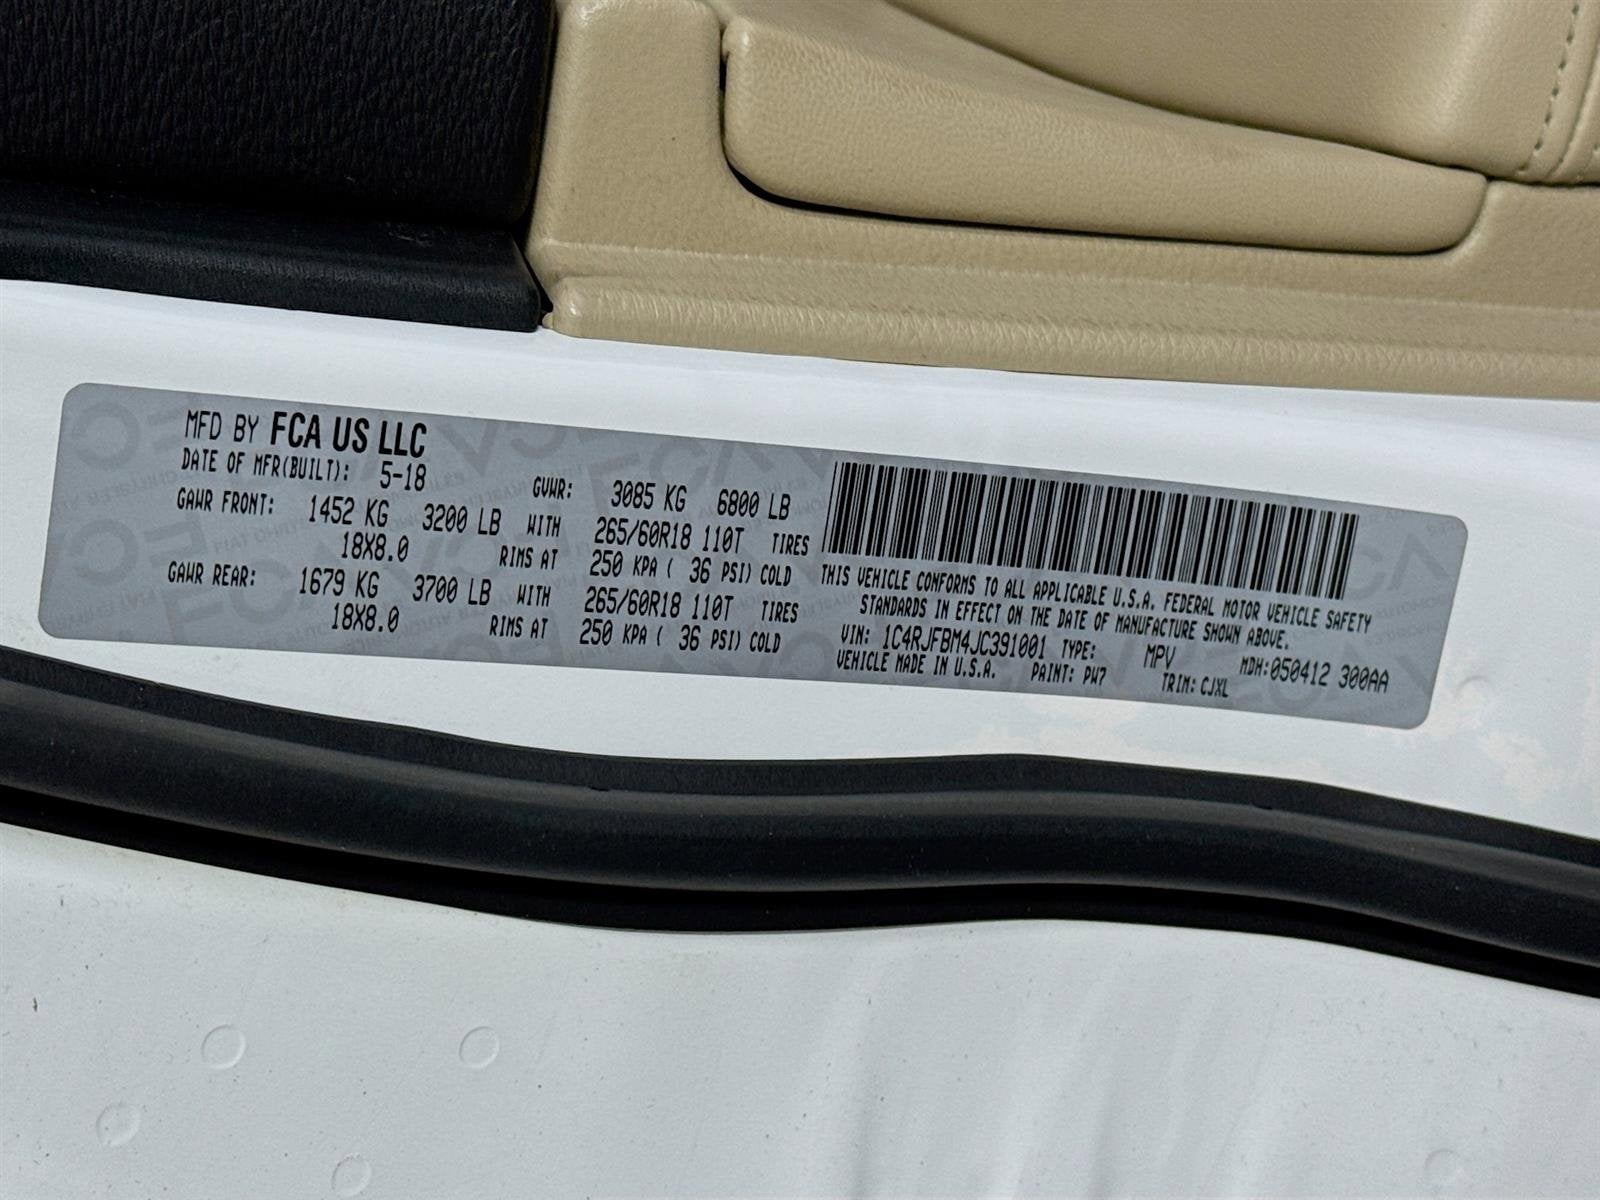 MFD BY FCA US LLC
DATE OF MFR(BUILT): 5-18 GVWR: 3085 KG 6800 LB
GAWR FRONT: 1452 KG 3200 LB WITH 265/60R18 110T TIRES
18X8.0 RIMS AT 250 KPA ( 36 PSI) COLD
GAWR REAR: 1679 KG 3700 LB WITH 265/60R18 110T TIRES
18X8.0 RIMS AT 250 KPA ( 36 PSI) COLD
THIS VEHICLE CONFORMS TO ALL APPLICABLE U.S.A. FEDERAL MOTOR VEHICLE SAFETY
STANDARDS IN EFFECT ON THE DATE OF MANUFACTURE SHOWN ABOVE.
VIN: 1C4RJFBM4JC391001 TYPE: MPV MDH:050412 300AA
VEHICLE MADE IN U.S.A. PAINT: PW7 TRIM: CJXL